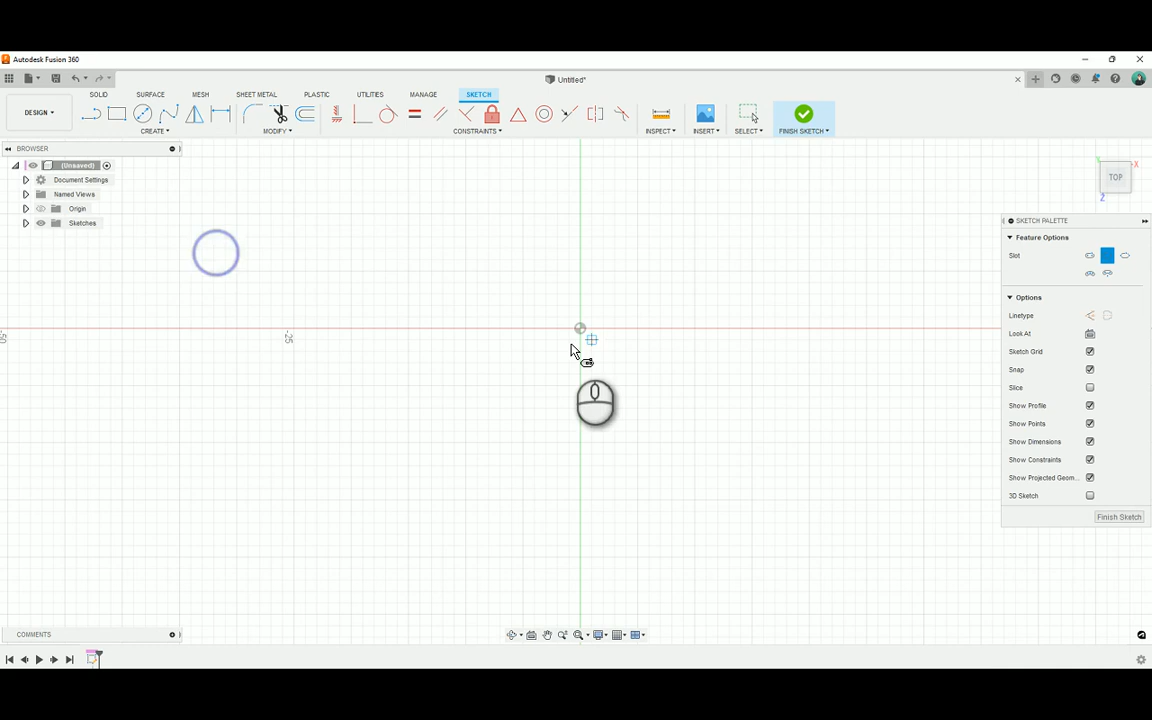 Autodesk Fusion 360
Untitled*
SOLID SURFACE MESH SHEET METAL PLASTIC UTILITIES MANAGE SKETCH
DESIGN
CREATE MODIFY CONSTRAINTS INSPECT INSERT SELECT FINISH SKETCH
BROWSER
(Unsaved)
Document Settings
Named Views
Origin
Sketches
TOP
X
Y
Z
SKETCH PALETTE
Feature Options
Slot
Options
Linetype
Look At
Sketch Grid
Snap
Slice
Show Profile
Show Points
Show Dimensions
Show Constraints
Show Projected Geom...
3D Sketch
Finish Sketch
-50
-25
COMMENTS